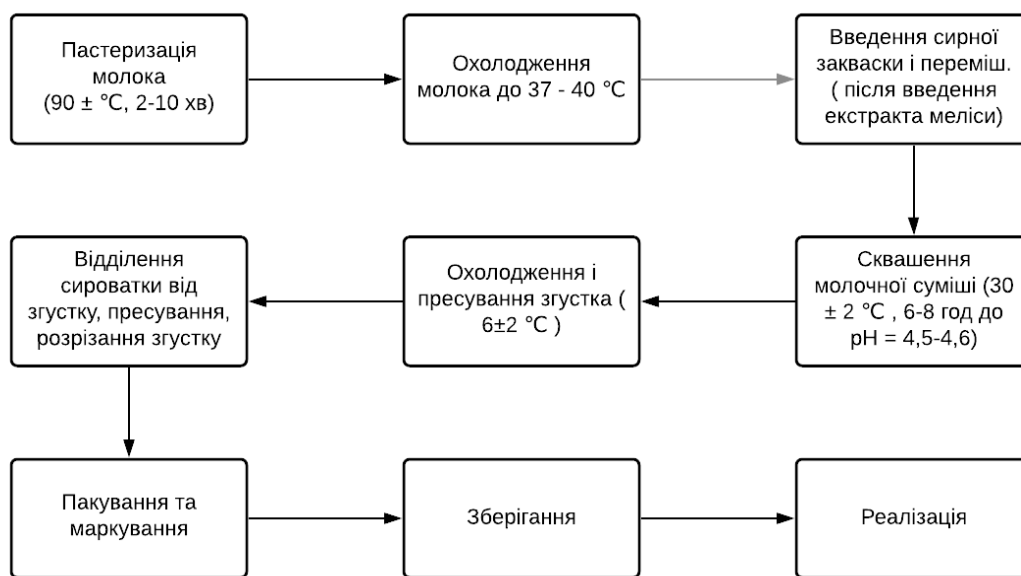 Пастеризація
молока
(90 ± ℃, 2-10 хв)
Охолодження
молока до 37 - 40 ℃
Введення сирної
закваски і переміш.
( після введення
екстракта меліси)
Сквашення
молочної суміші (30
± 2 ℃ , 6-8 год до
pH = 4,5-4,6)
Охолодження і
пресування згустка (
6±2 ℃ )
Відділення
сироватки від
згустку, пресування,
розрізання згустку
Пакування та
маркування
Зберігання
Реалізація